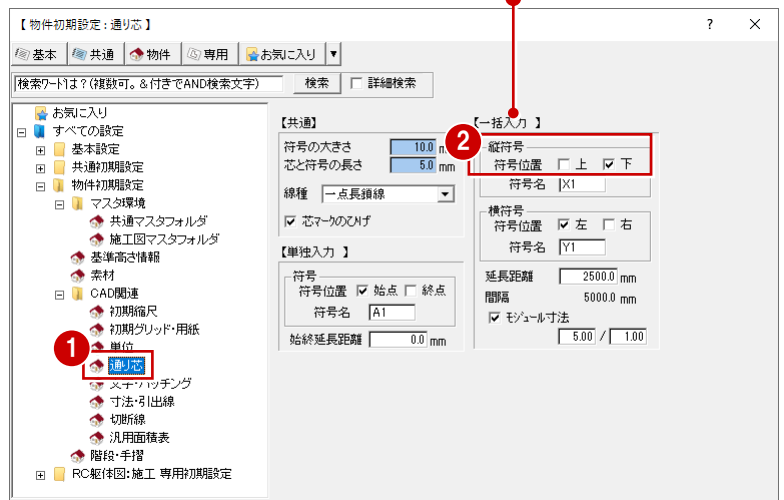 【 物件初期設定 : 通り芯 】
? ×
基本 共通 物件 専用 お気に入り ▼
検索ワードは？（複数可。＆付きでAND検索文字） 検索 詳細検索
お気に入り
すべての設定
基本設定
共通初期設定
物件初期設定
マスタ環境
共通マスタフォルダ
施工図マスタフォルダ
基準高さ情報
素材
CAD関連
初期縮尺
初期グリッド・用紙
単位
1
通り芯
文字・ハッチング
寸法・引出線
切断線
汎用面積表
階段・手摺
RC躯体図:施工 専用初期設定
【共通】
符号の大きさ 10.0
芯と符号の長さ 5.0 mm
線種 一点長鎖線
芯マークのひげ
【単独入力 】
符号
符号位置 始点 終点
符号名 A1
始終延長距離 0.0 mm
【一括入力 】
2
縦符号
符号位置 上 下
符号名 X1
横符号
符号位置 左 右
符号名 Y1
延長距離 2500.0 mm
間隔 5000.0 mm
モジュール寸法
5.00 / 1.00